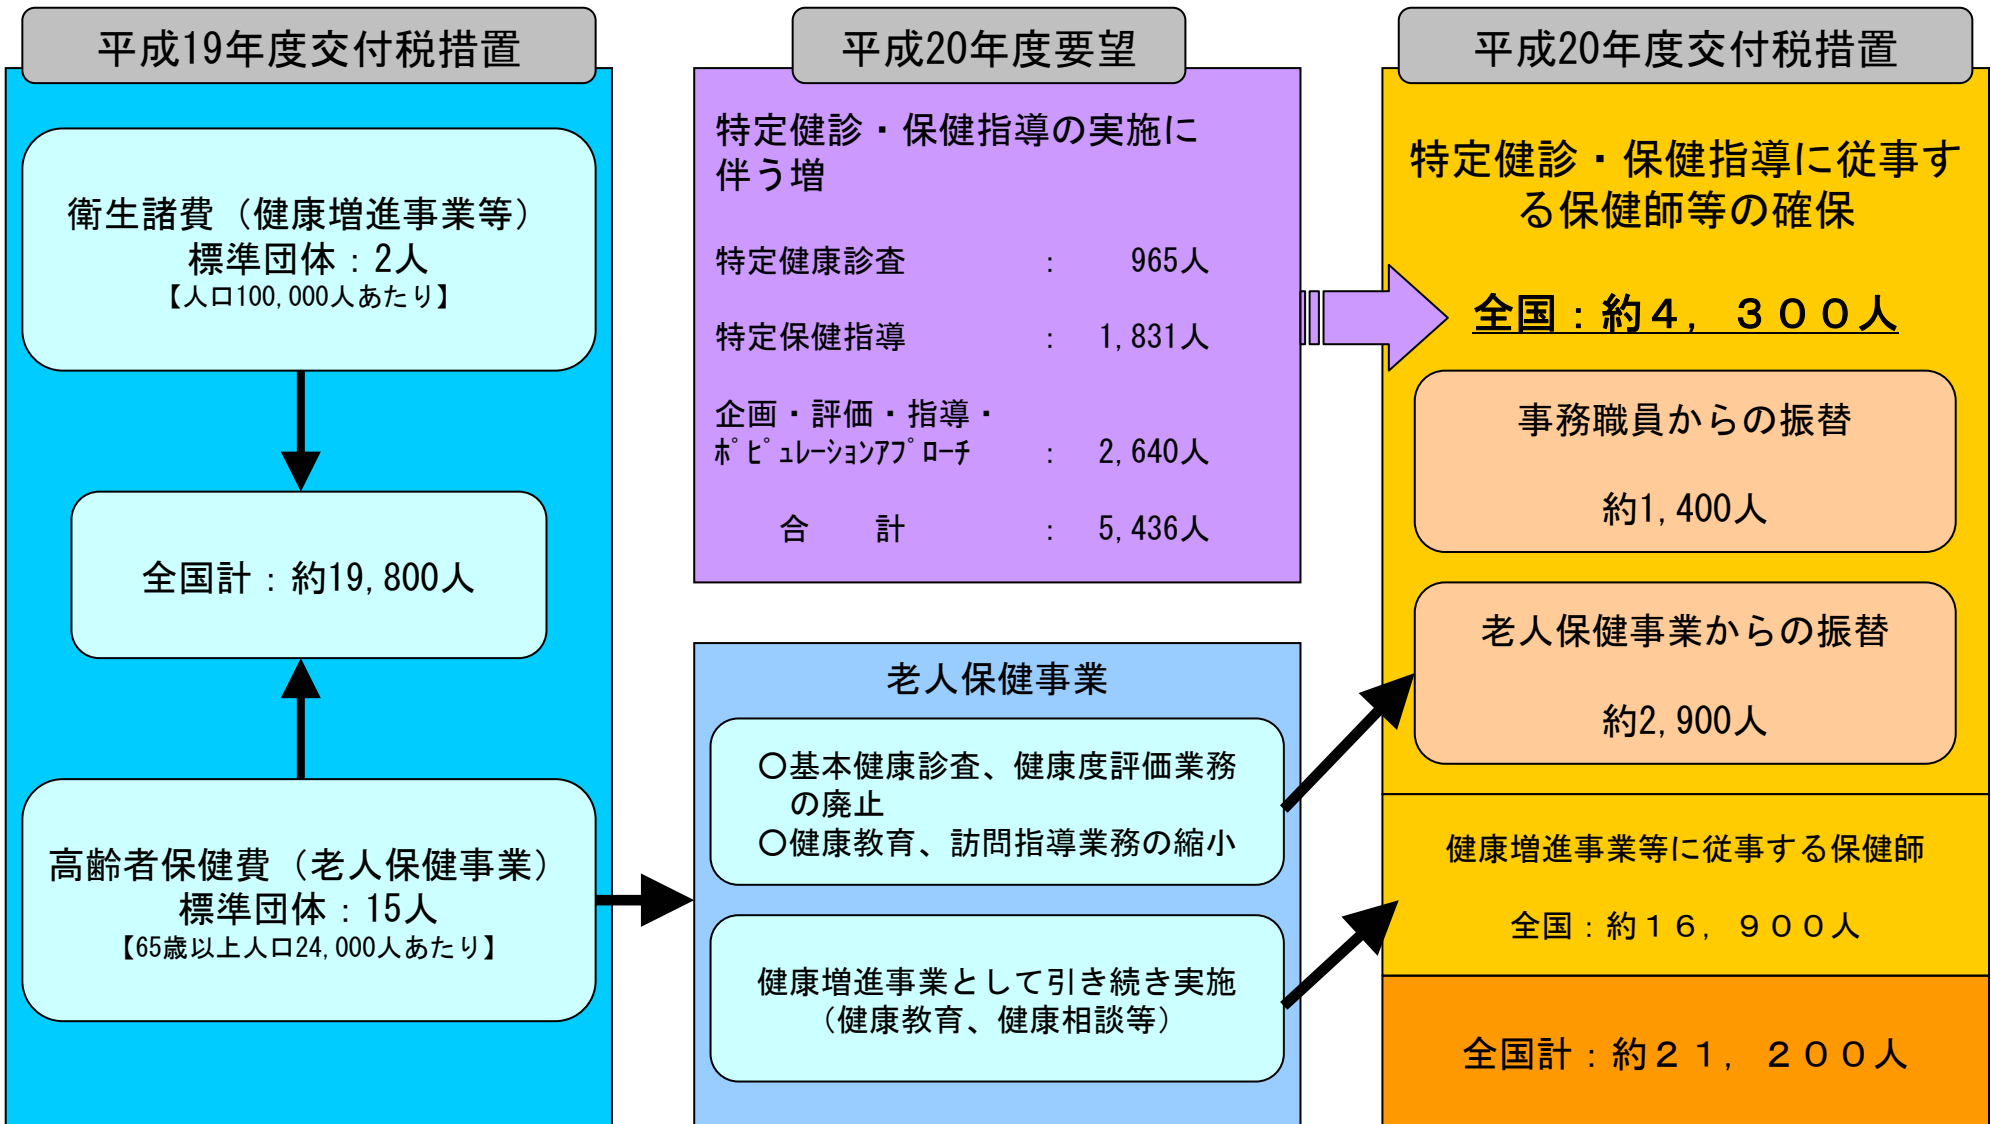 平成19年度交付税措置
衛生諸費（健康増進事業等）
標準団体：2人
【人口100,000人あたり】
全国計：約19,800人
高齢者保健費（老人保健事業）
標準団体：15人
【65歳以上人口24,000人あたり】
平成20年度要望
特定健診・保健指導の実施に
伴う増
特定健康診査　：　965人
特定保健指導　：　1,831人
企画・評価・指導・
ﾎﾟﾋﾟｭﾚｰｼｮﾝｱﾌﾟﾛｰﾁ　：　2,640人
合　計　：　5,436人
老人保健事業
○基本健康診査、健康度評価業務
の廃止
○健康教育、訪問指導業務の縮小
健康増進事業として引き続き実施
（健康教育、健康相談等）
平成20年度交付税措置
特定健診・保健指導に従事す
る保健師等の確保
全国：約４，３００人
事務職員からの振替
約1,400人
老人保健事業からの振替
約2,900人
健康増進事業等に従事する保健師
全国：約１６，９００人
全国計：約２１，２００人